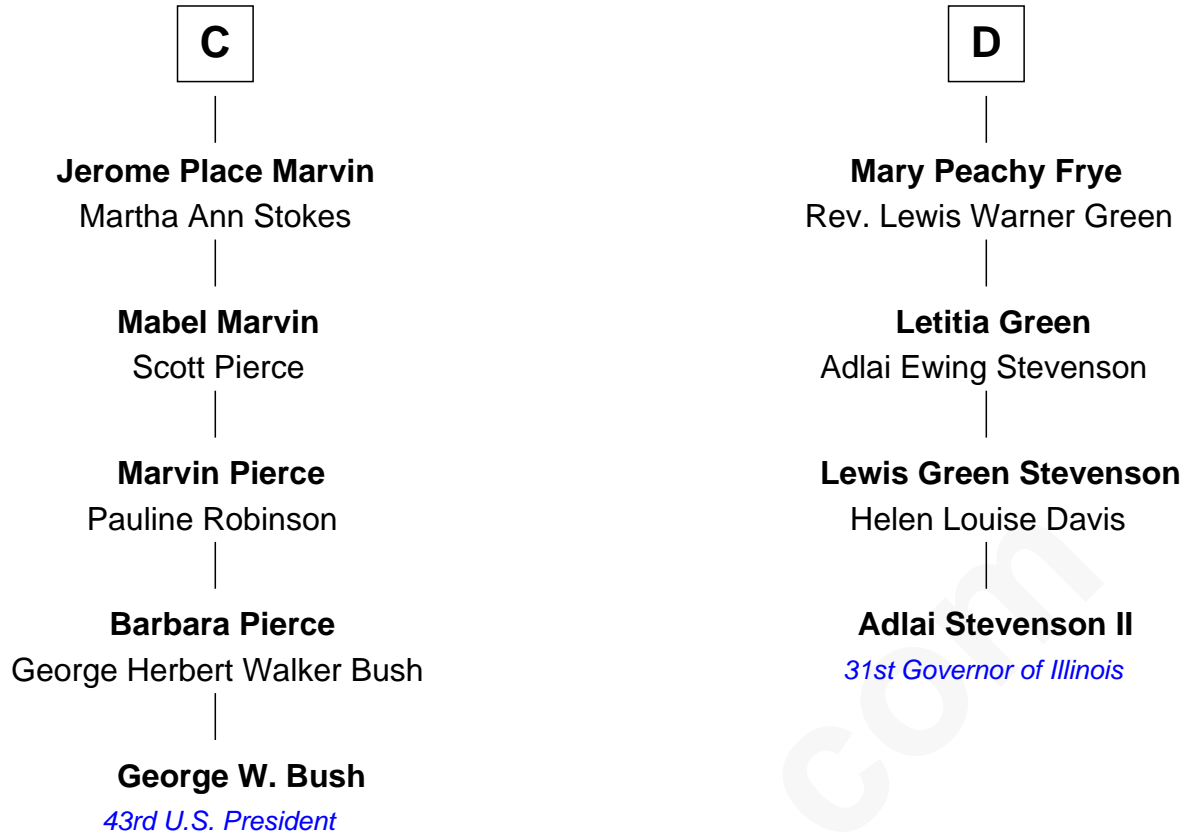 C
Jerome Place Marvin
Martha Ann Stokes
Mabel Marvin
Scott Pierce
Marvin Pierce
Pauline Robinson
Barbara Pierce
George Herbert Walker Bush
George W. Bush
43rd U.S. President
D
Mary Peachy Frye
Rev. Lewis Warner Green
Letitia Green
Adlai Ewing Stevenson
Lewis Green Stevenson
Helen Louise Davis
Adlai Stevenson II
31st Governor of Illinois
com